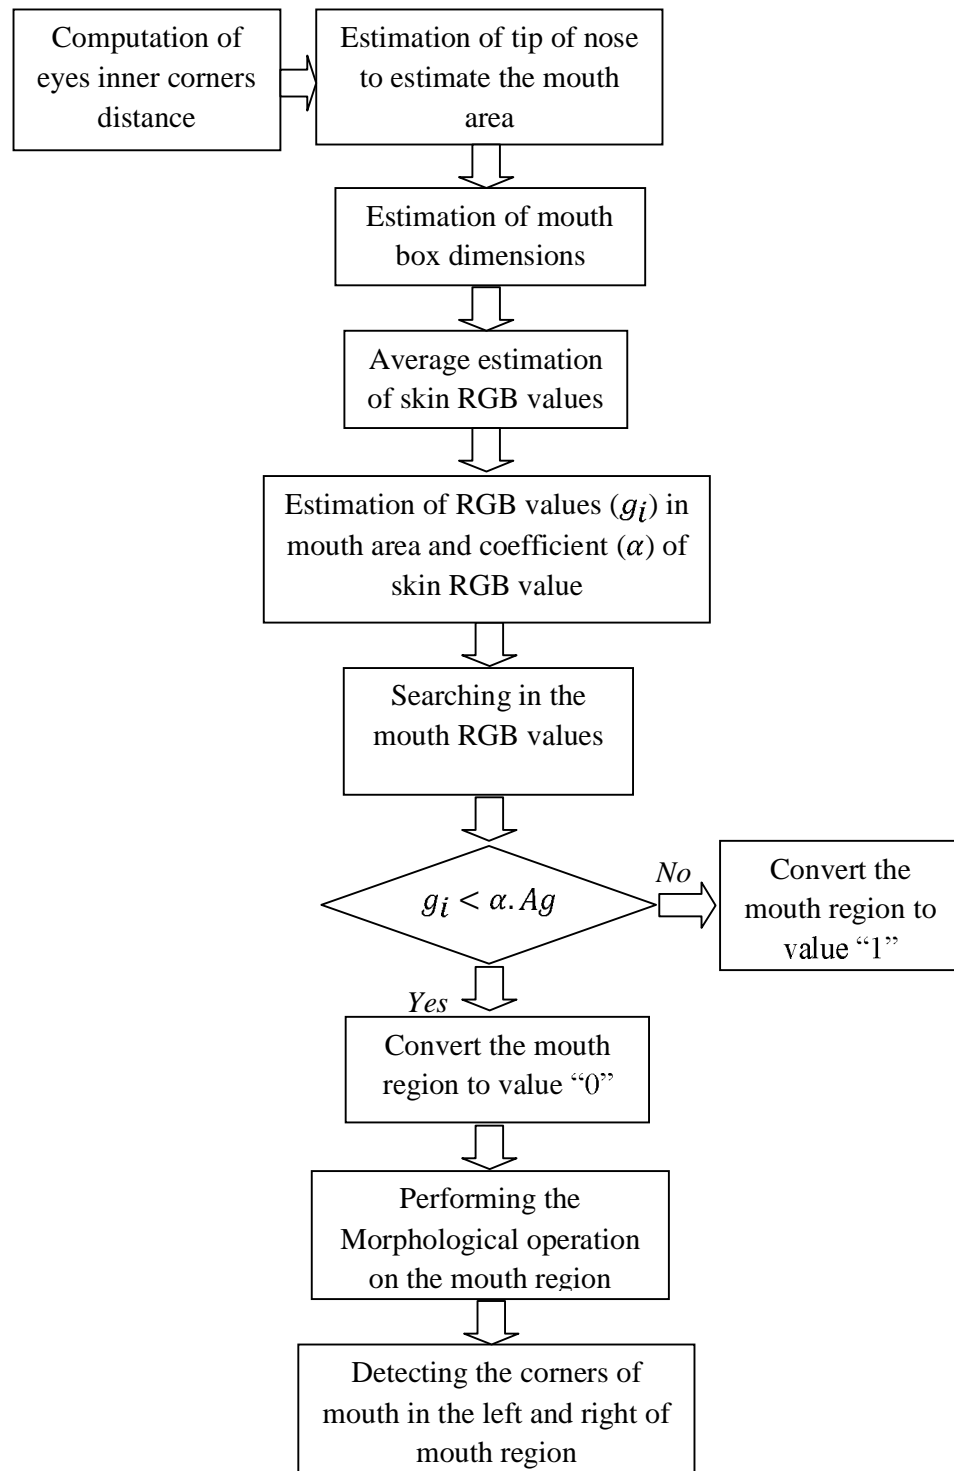 Computation of
eyes inner corners
distance
Estimation of tip of nose
to estimate the mouth
area
Estimation of mouth
box dimensions
Average estimation
of skin RGB values
Estimation of RGB values (gᵢ) in
mouth area and coefficient (α) of
skin RGB value
Searching in the
mouth RGB values
gᵢ < α. Ag
No
Convert the
mouth region to
value “1”
Yes
Convert the mouth
region to value “0”
Performing the
Morphological operation
on the mouth region
Detecting the corners of
mouth in the left and right of
mouth region